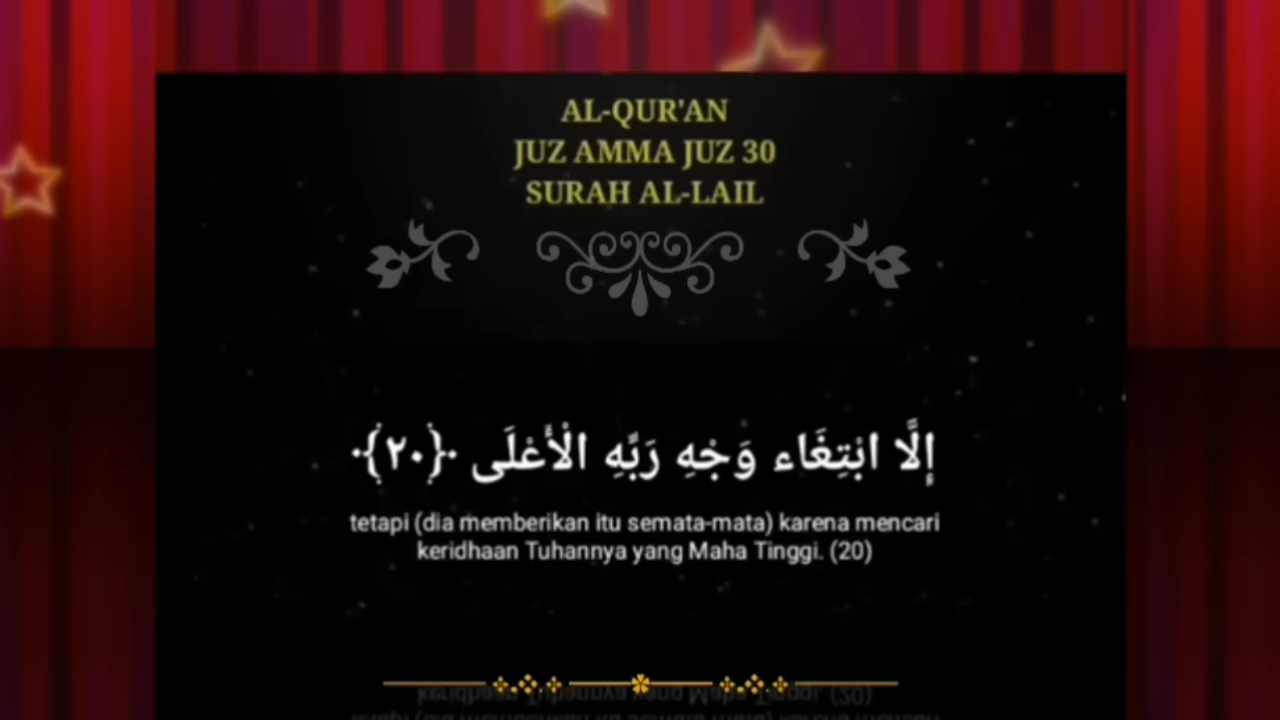 AL-QUR'AN
JUZ AMMA JUZ 30
SURAH AL-LAIL
إِلَّا ابْتِغَاء وَجْهِ رَبِّهِ الْأَعْلَى ﴿٢٠﴾
tetapi (dia memberikan itu semata-mata) karena mencari
keridhaan Tuhannya yang Maha Tinggi. (20)